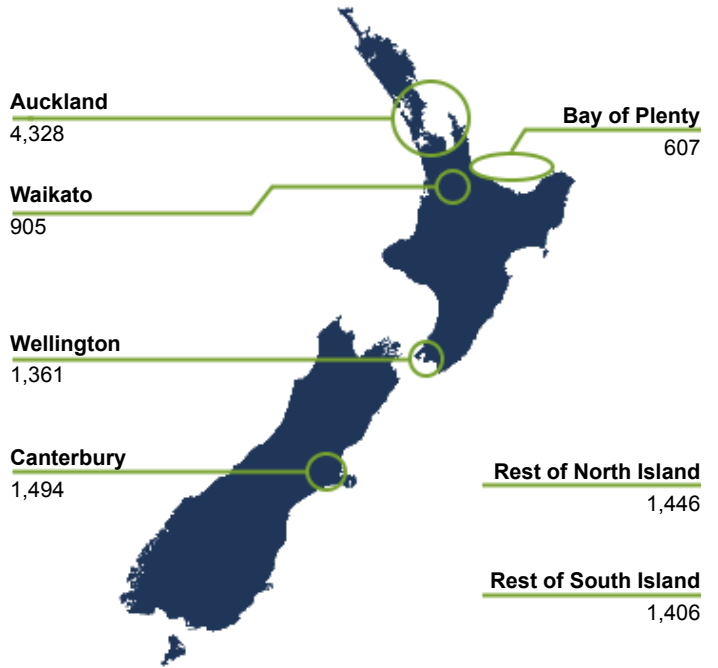 Auckland
4,328
Bay of Plenty
607
Waikato
905
Wellington
1,361
Canterbury
1,494
Rest of North Island
1,446
Rest of South Island
1,406